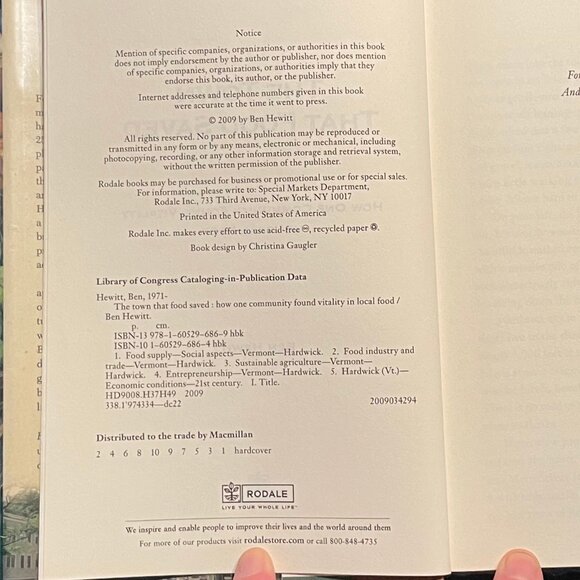 Notice
Mention of specific companies, organizations, or authorities in this book
does not imply endorsement by the author or publisher, nor does mention
of specific companies, organizations, or authorities imply that they
endorse this book, its author, or the publisher.
Internet addresses and telephone numbers given in this book
were accurate at the time it went to press.
© 2009 by Ben Hewitt
All rights reserved. No part of this publication may be reproduced or
transmitted in any form or by any means, electronic or mechanical, including
photocopying, recording, or any other information storage and retrieval system,
without the written permission of the publisher.
Rodale books may be purchased for business or promotional use or for special sales.
For information, please write to: Special Markets Department,
Rodale Inc., 733 Third Avenue, New York, NY 10017
Printed in the United States of America
Rodale Inc. makes every effort to use acid-free ♾, recycled paper ♻.
Book design by Christina Gaugler
Library of Congress Cataloging-in-Publication Data
Hewitt, Ben, 1971-
The town that food saved : how one community found vitality in local food /
Ben Hewitt.
p. cm.
ISBN-13 978–1–60529–686–9 hbk
ISBN-10 1–60529–686–4 hbk
1. Food supply—Social aspects—Vermont—Hardwick. 2. Food industry and
trade—Vermont—Hardwick. 3. Sustainable agriculture—Vermont—
Hardwick. 4. Entrepreneurship—Vermont—Hardwick. 5. Hardwick (Vt.)—
Economic conditions—21st century. I. Title.
HD9008.H37H49 2009
338.1'974334—dc22 2009034294
Distributed to the trade by Macmillan
2 4 6 8 10 9 7 5 3 1 hardcover
RODALE
LIVE YOUR WHOLE LIFE™
We inspire and enable people to improve their lives and the world around them
For more of our products visit rodalestore.com or call 800-848-4735
For
And